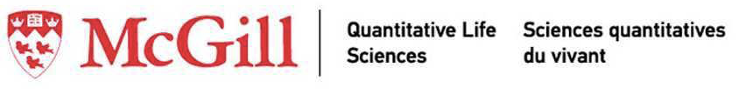 McGill
Quantitative Life
Sciences
Sciences quantitatives
du vivant